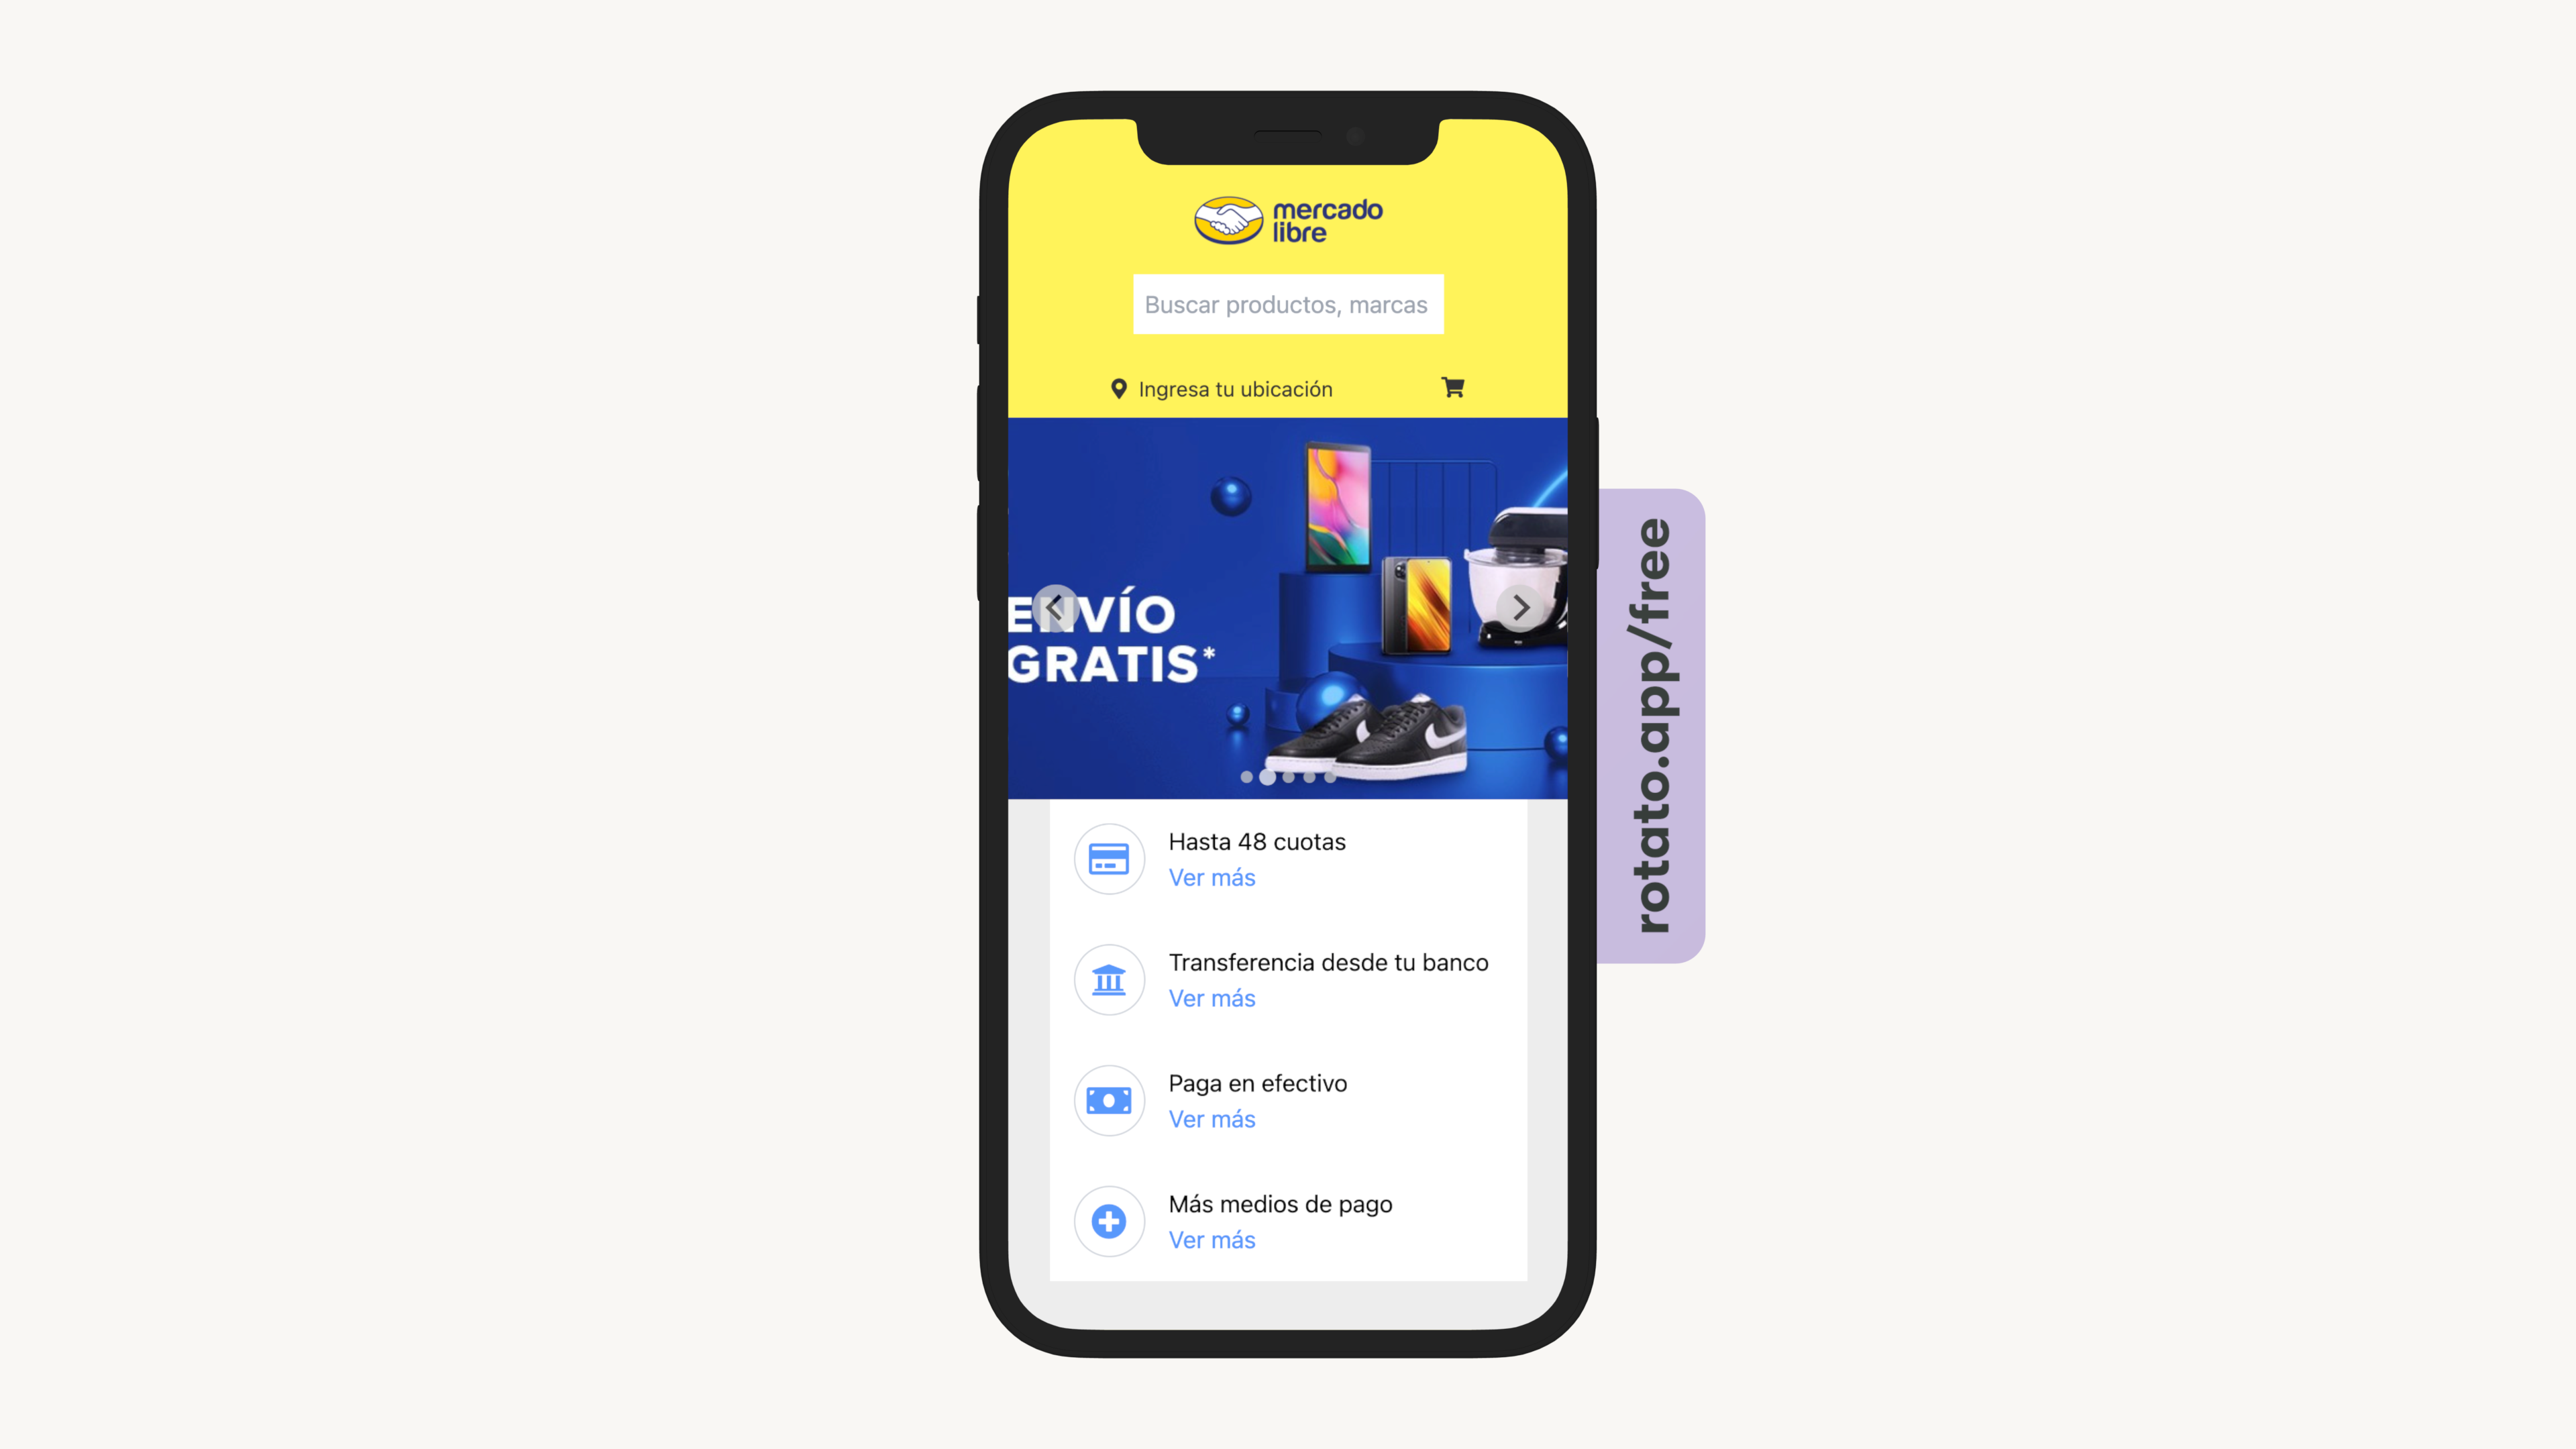 mercado
libre
Buscar productos, marcas
Ingresa tu ubicación
ENVÍO
GRATIS*
Hasta 48 cuotas
Ver más
Transferencia desde tu banco
Ver más
Paga en efectivo
Ver más
Más medios de pago
Ver más
rotato.app/free